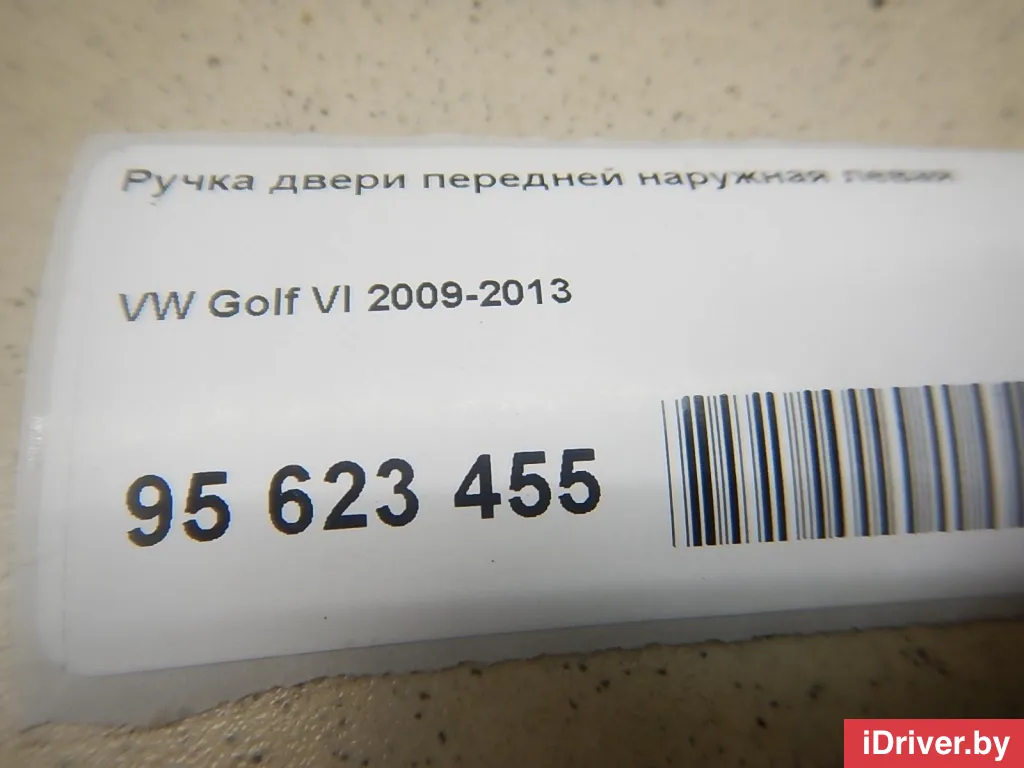 Ручка двери передней наружная левая
VW Golf VI 2009-2013
95 623 455
iDriver.by